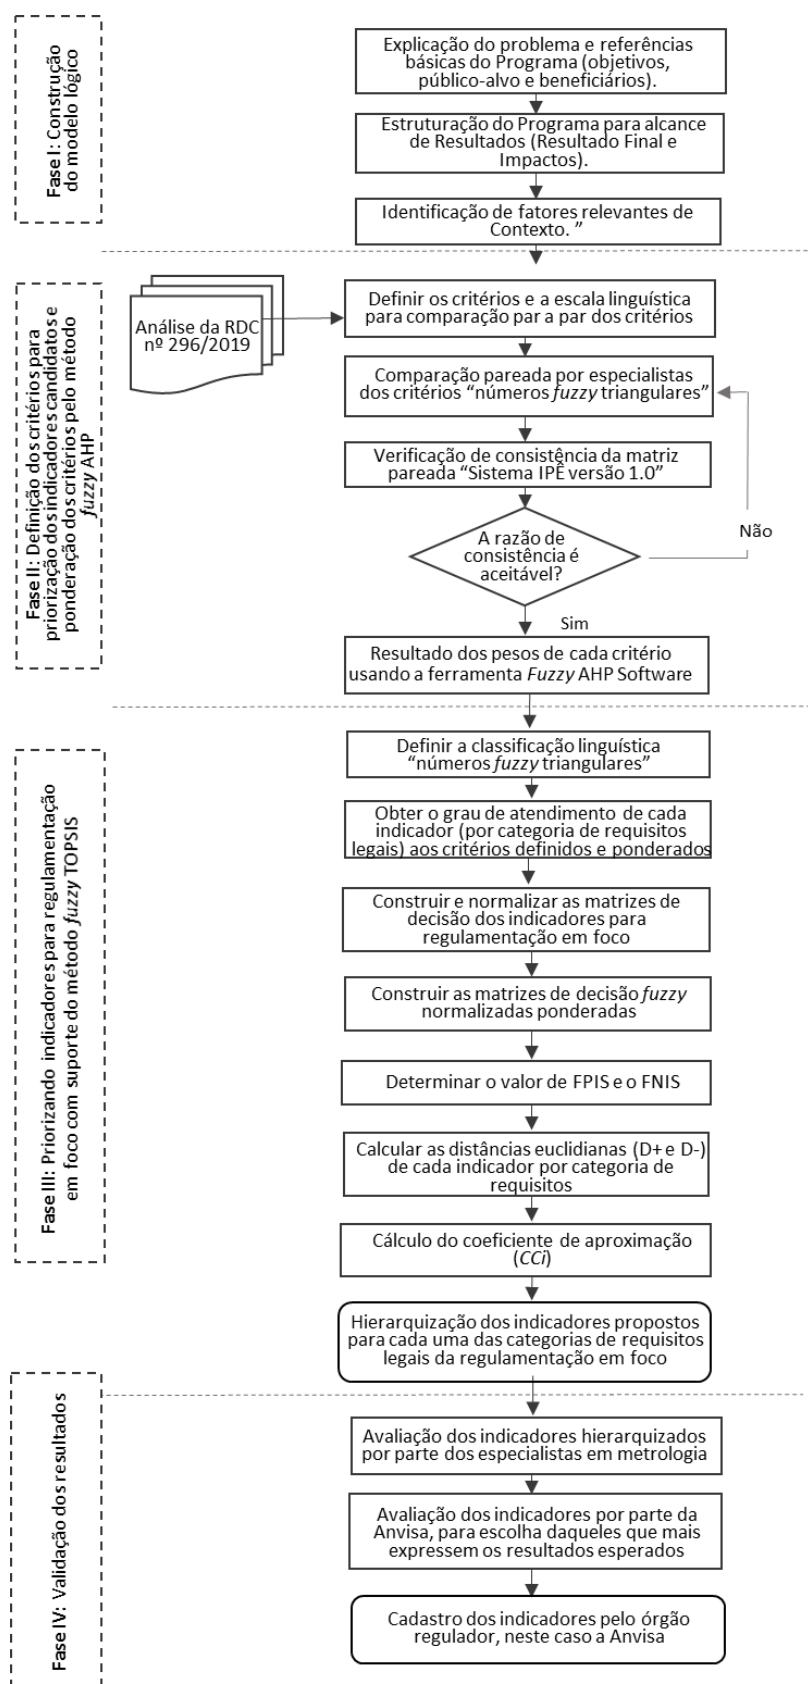 Fase I: Construção
do modelo lógico
Explicação do problema e referências
básicas do Programa (objetivos,
público-alvo e beneficiários).
Estruturação do Programa para alcance
de Resultados (Resultado Final e
Impactos).
Identificação de fatores relevantes de
Contexto. ”
Fase II: Definição dos critérios para
priorização dos indicadores candidatos e
ponderação dos critérios pelo método
fuzzy AHP
Análise da RDC
nº 296/2019
Definir os critérios e a escala linguística
para comparação par a par dos critérios
Comparação pareada por especialistas
dos critérios “números fuzzy triangulares”
Verificação de consistência da matriz
pareada “Sistema IPÊ versão 1.0”
A razão de
consistência é
aceitável?
Não
Sim
Resultado dos pesos de cada critério
usando a ferramenta Fuzzy AHP Software
Fase III: Priorizando indicadores para regulamentação
em foco com suporte do método fuzzy TOPSIS
Definir a classificação linguística
“números fuzzy triangulares”
Obter o grau de atendimento de cada
indicador (por categoria de requisitos
legais) aos critérios definidos e ponderados
Construir e normalizar as matrizes de
decisão dos indicadores para
regulamentação em foco
Construir as matrizes de decisão fuzzy
normalizadas ponderadas
Determinar o valor de FPIS e o FNIS
Calcular as distâncias euclidianas (D+ e D-)
de cada indicador por categoria de
requisitos
Cálculo do coeficiente de aproximação
(CCi)
Hierarquização dos indicadores propostos
para cada uma das categorias de requisitos
legais da regulamentação em foco
Fase IV: Validação dos resultados
Avaliação dos indicadores hierarquizados
por parte dos especialistas em metrologia
Avaliação dos indicadores por parte da
Anvisa, para escolha daqueles que mais
expressem os resultados esperados
Cadastro dos indicadores pelo órgão
regulador, neste caso a Anvisa